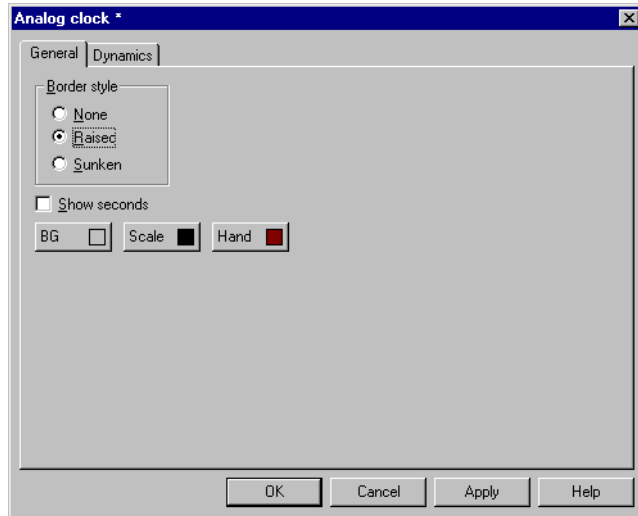 Analog clock *
General Dynamics
Border style
None
Raised
Sunken
Show seconds
BG Scale Hand
OK Cancel Apply Help